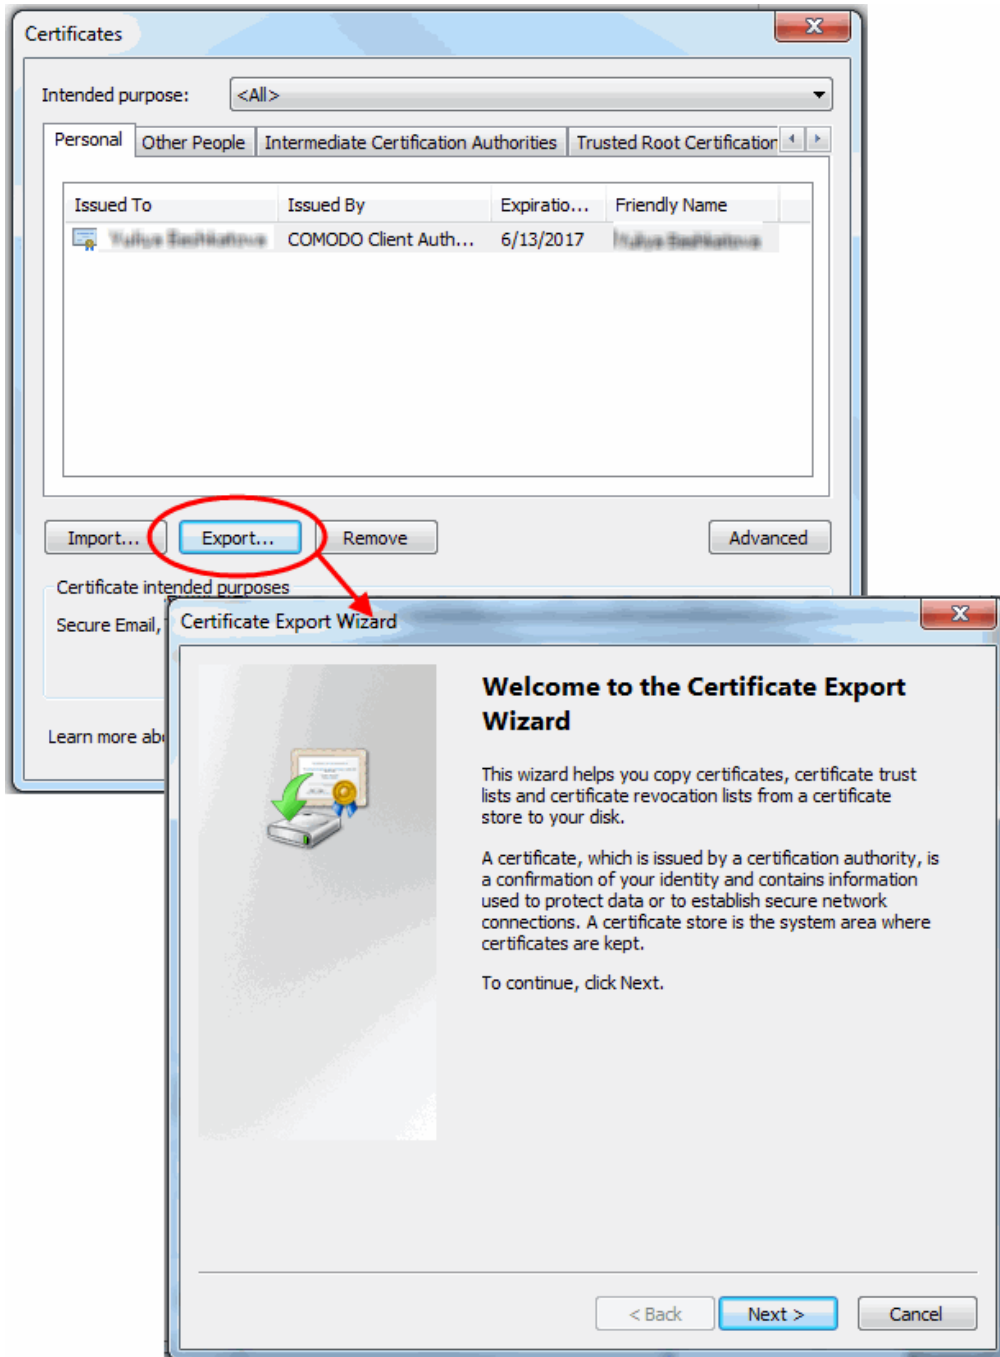 Certificates
Intended purpose: <All>
Personal Other People Intermediate Certification Authorities Trusted Root Certification
Issued To Issued By Expiratio... Friendly Name
COMODO Client Auth... 6/13/2017
Import... Export... Remove Advanced
Certificate intended purposes
Secure Email,
Certificate Export Wizard
Learn more
Welcome to the Certificate Export
Wizard
This wizard helps you copy certificates, certificate trust
lists and certificate revocation lists from a certificate
store to your disk.
A certificate, which is issued by a certification authority, is
a confirmation of your identity and contains information
used to protect data or to establish secure network
connections. A certificate store is the system area where
certificates are kept.
To continue, click Next.
< Back Next > Cancel